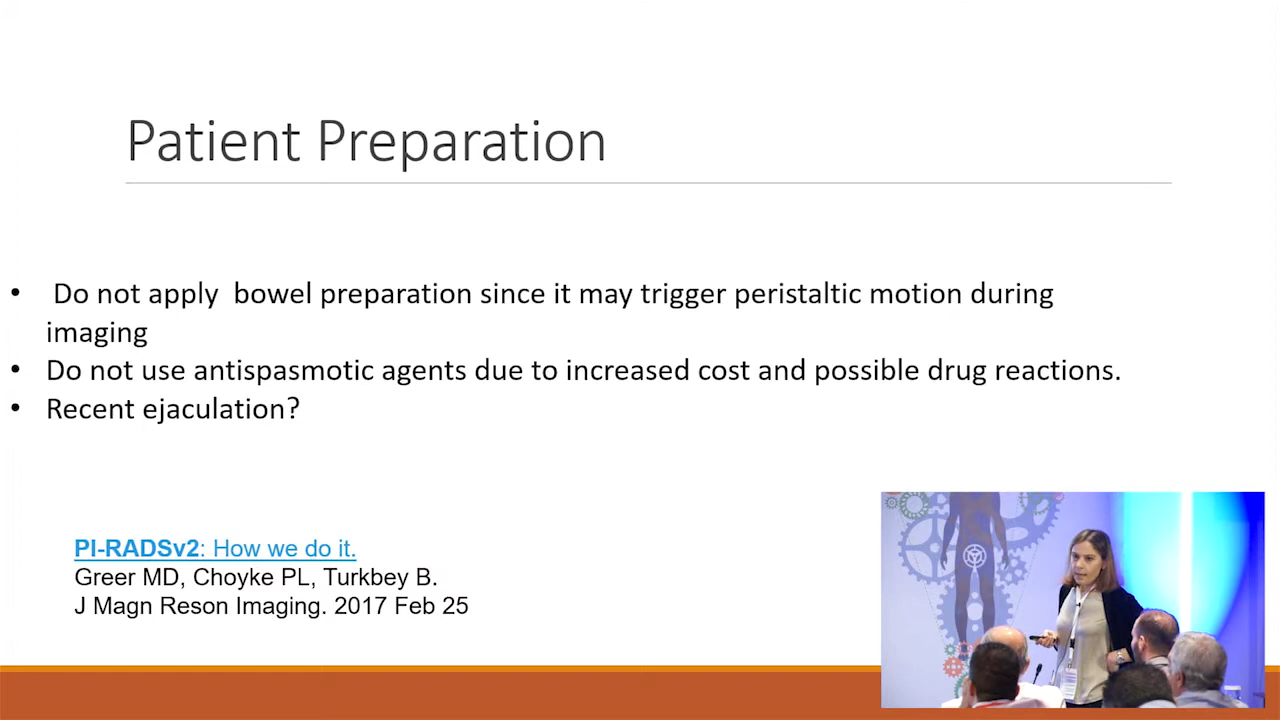 Patient Preparation
• Do not apply bowel preparation since it may trigger peristaltic motion during
imaging
• Do not use antispasmotic agents due to increased cost and possible drug reactions.
• Recent ejaculation?
PI-RADSv2: How we do it.
Greer MD, Choyke PL, Turkbey B.
J Magn Reson Imaging. 2017 Feb 25